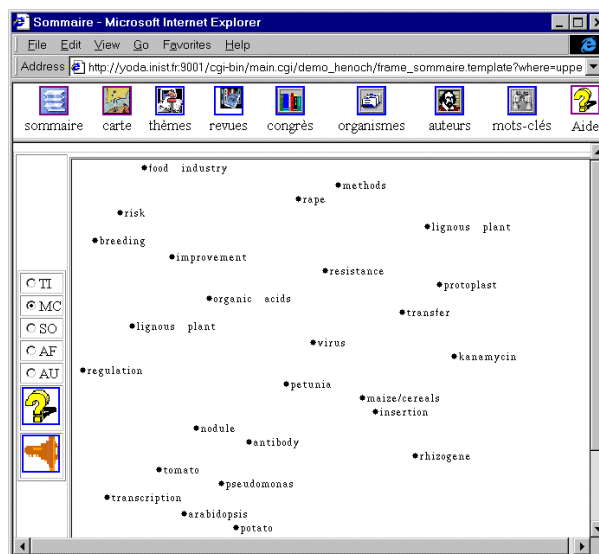 Sommaire - Microsoft Internet Explorer
File Edit View Go Favorites Help
Address http://yoda.inist.fr:9001/cgi-bin/main.cgi/demo_henoch/frame_sommaire.template?where=uppe
sommaire carte thèmes revues congrès organismes auteurs mots-clés Aide
food industry
methods
rape
risk
lignous plant
breeding
improvement
resistance
TI
protoplast
organic acids
MC
transfer
lignous plant
SO
virus
AF
kanamycin
regulation
AU
petunia
maize/cereals
insertion
nodule
antibody
rhizogene
tomato
pseudomonas
transcription
arabidopsis
potato